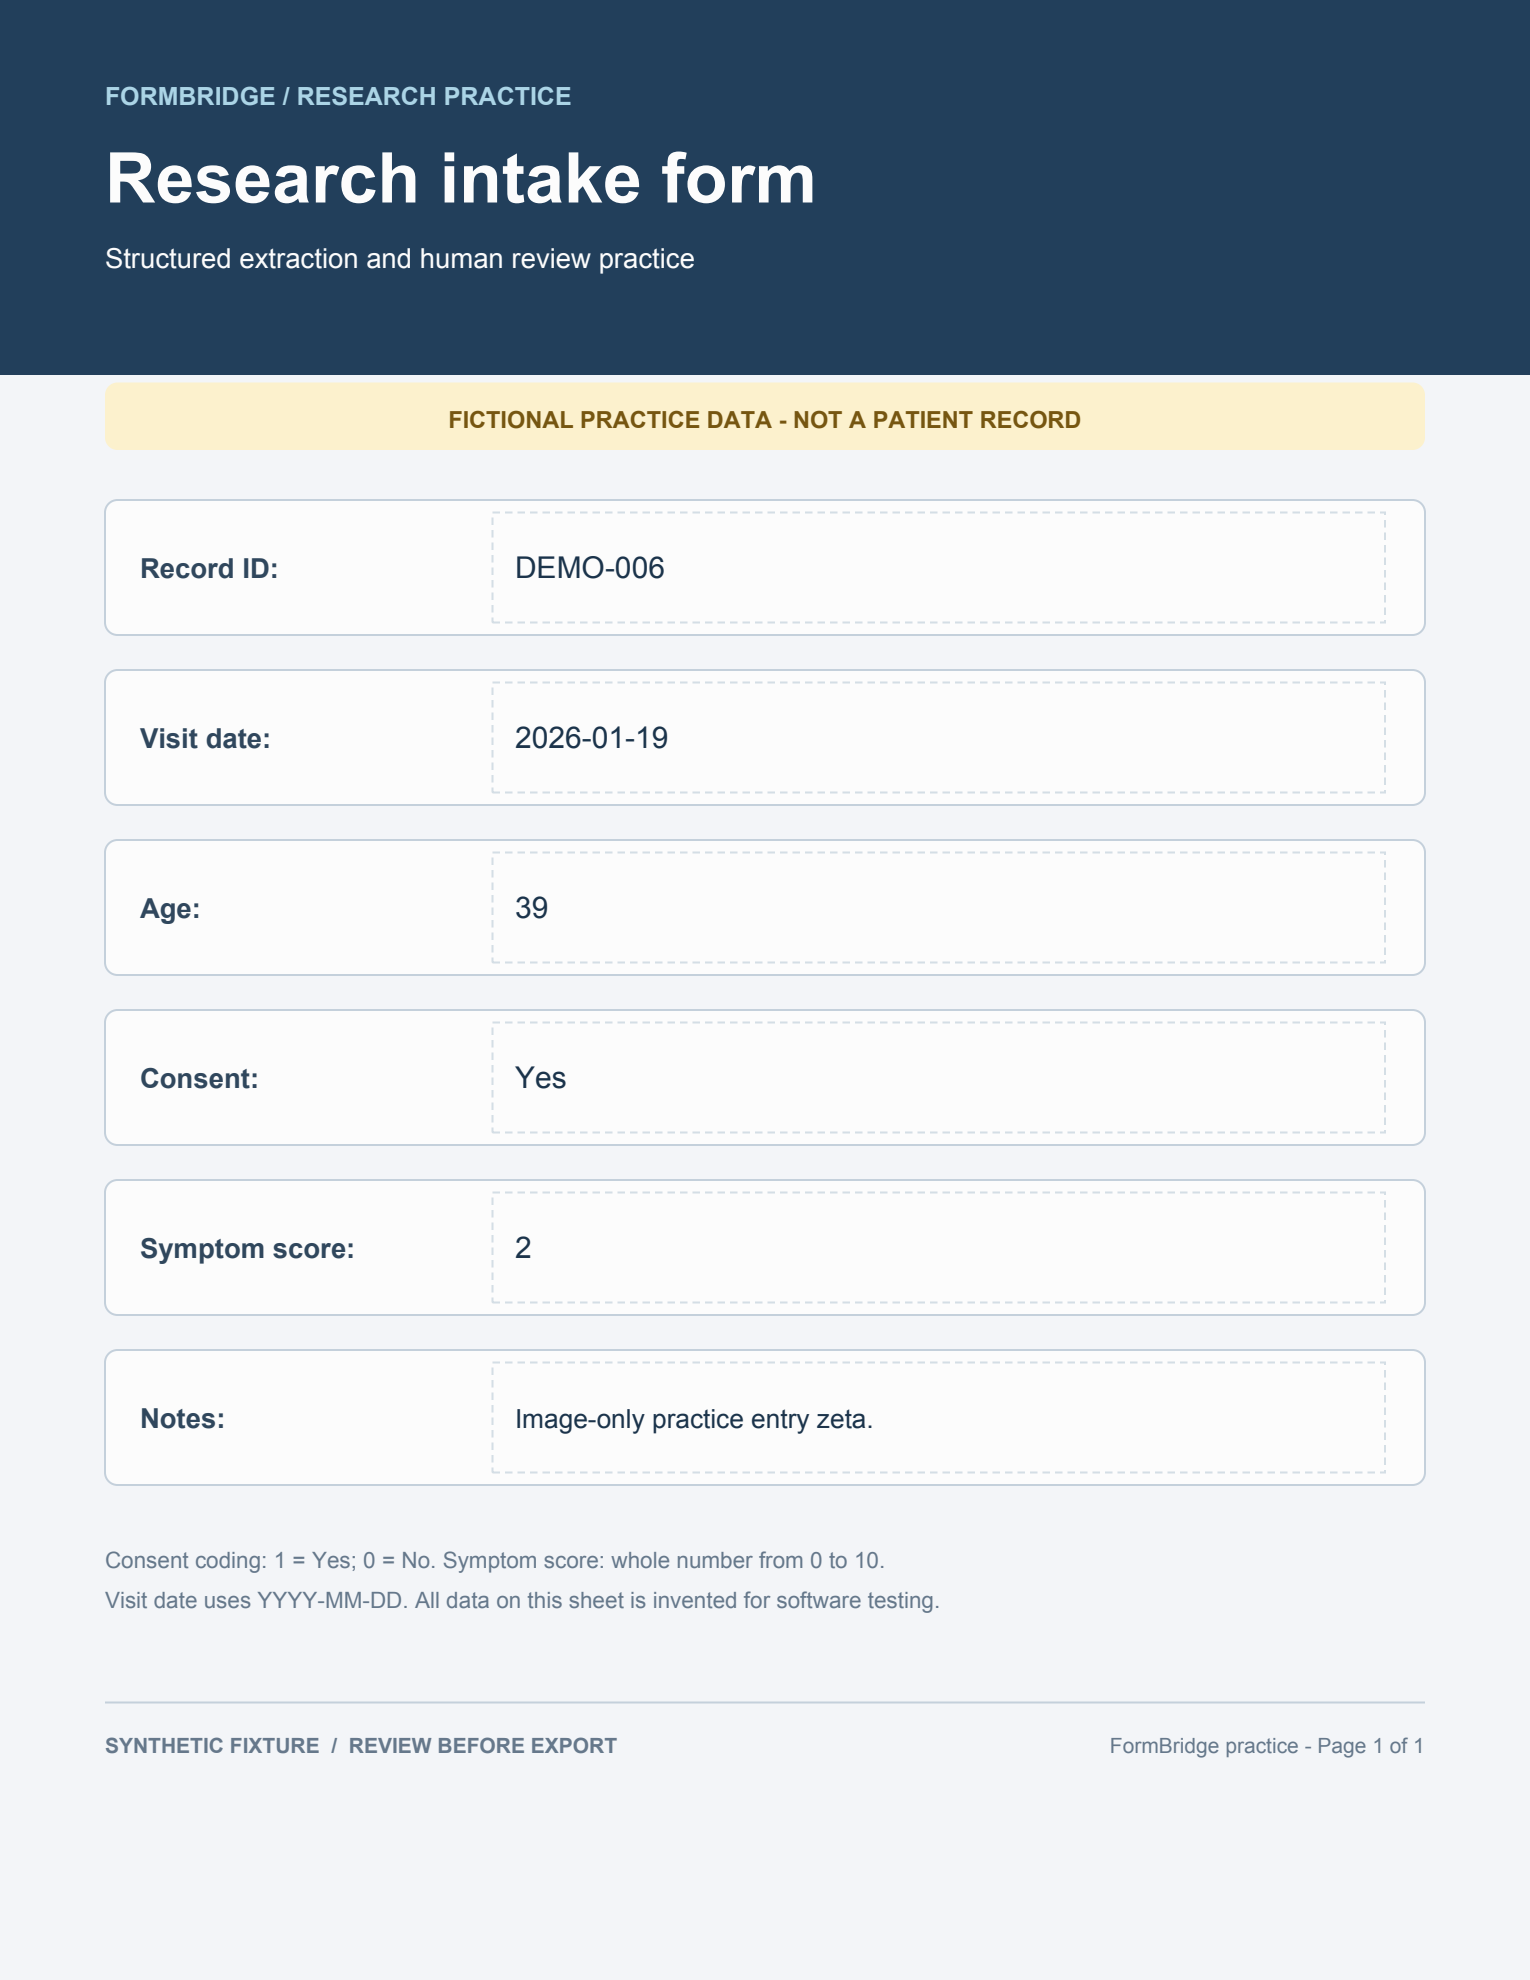 FORMBRIDGE / RESEARCH PRACTICE
Research intake form
Structured extraction and human review practice
FICTIONAL PRACTICE DATA - NOT A PATIENT RECORD
Record ID: DEMO-006
Visit date: 2026-01-19
Age: 39
Consent: Yes
Symptom score: 2
Notes: Image-only practice entry zeta.
Consent coding: 1 = Yes; 0 = No. Symptom score: whole number from 0 to 10.
Visit date uses YYYY-MM-DD. All data on this sheet is invented for software testing.
SYNTHETIC FIXTURE / REVIEW BEFORE EXPORT FormBridge practice - Page 1 of 1